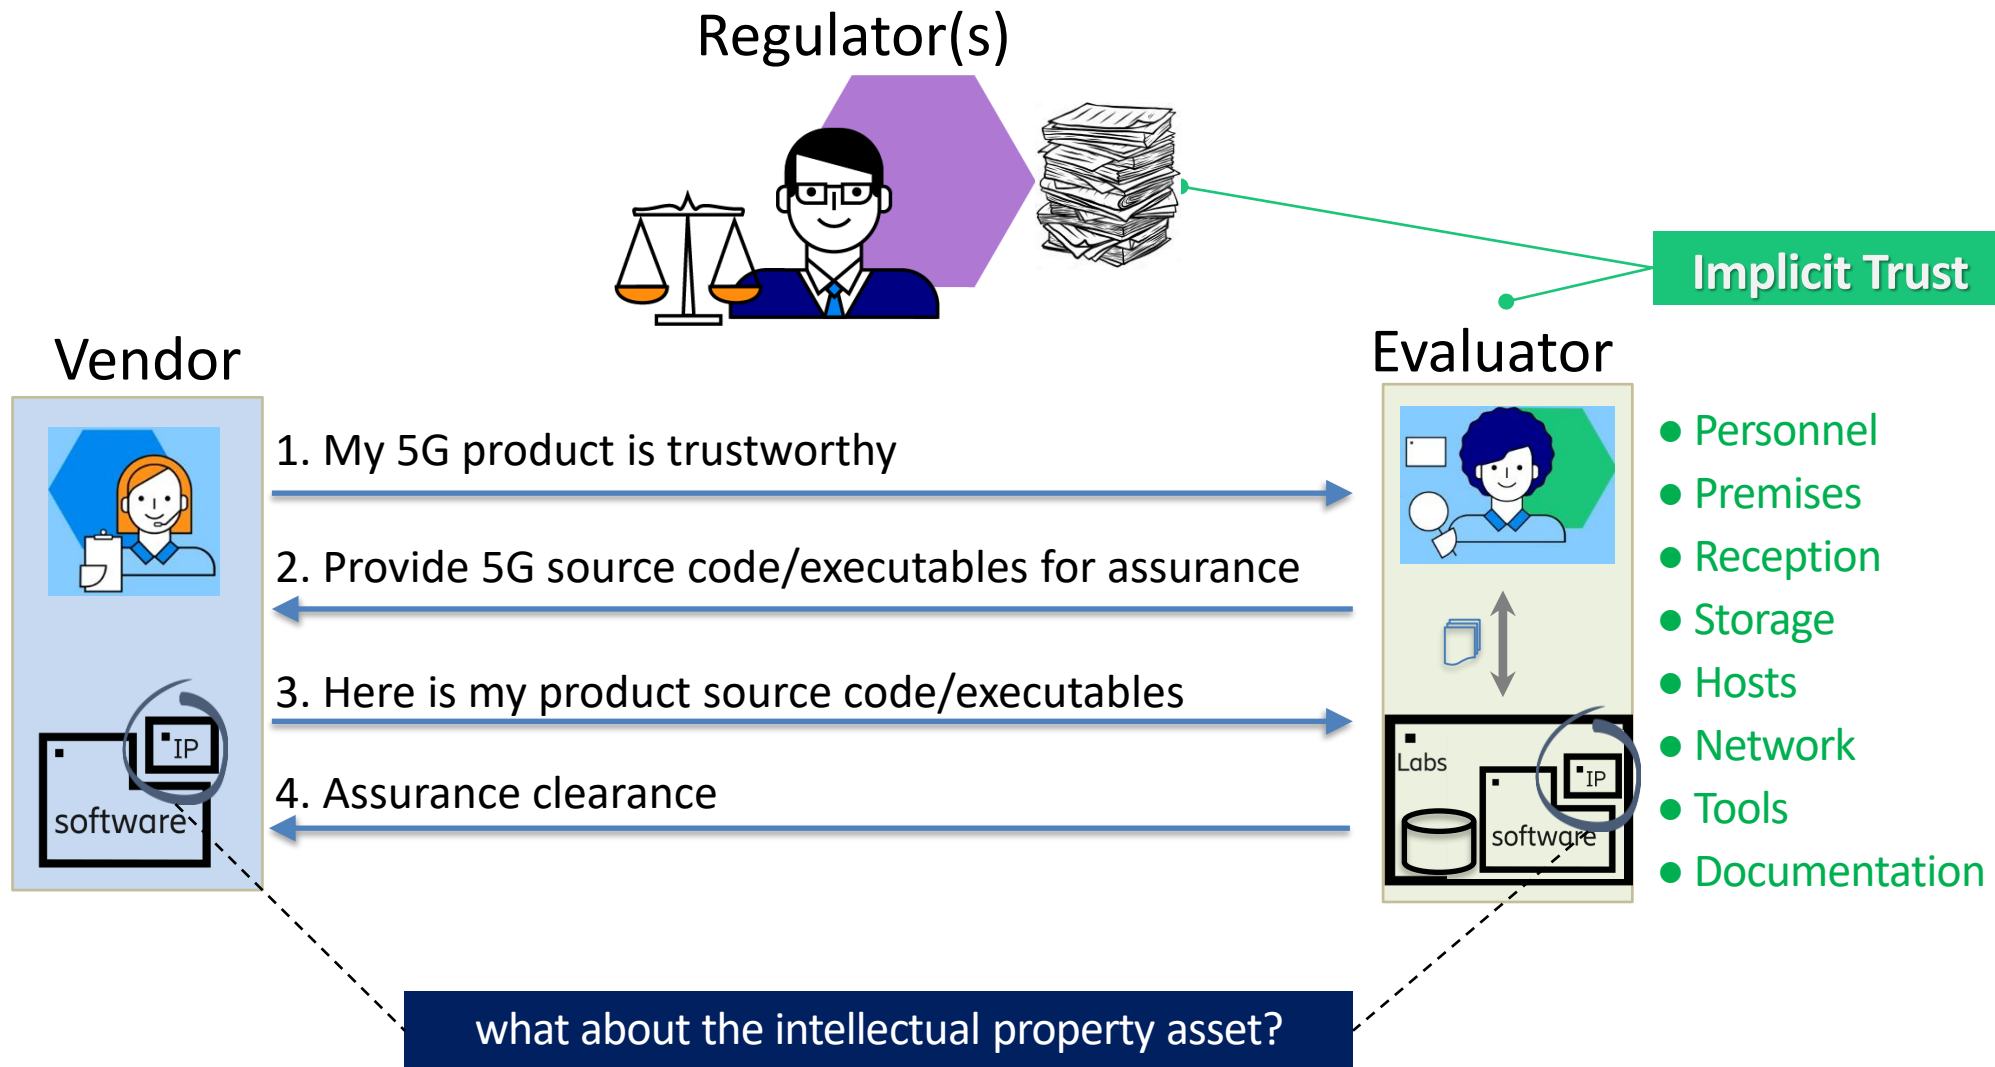 Regulator(s)
Implicit Trust
Vendor
Evaluator
1. My 5G product is trustworthy
2. Provide 5G source code/executables for assurance
3. Here is my product source code/executables
4. Assurance clearance
IP
software
Labs
IP
software
● Personnel
● Premises
● Reception
● Storage
● Hosts
● Network
● Tools
● Documentation
what about the intellectual property asset?